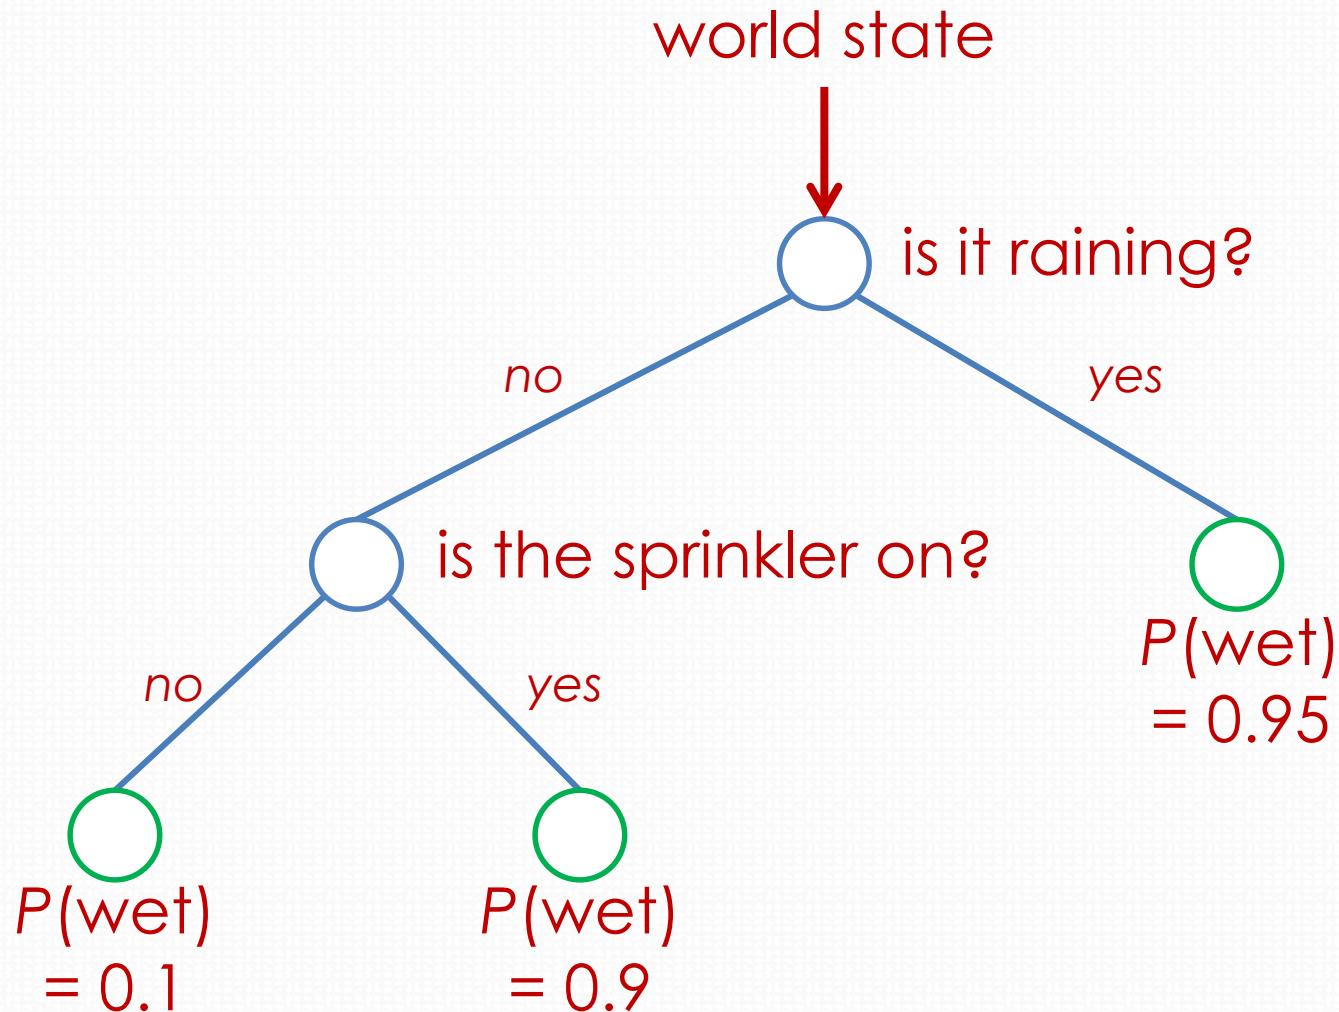 world state
is it raining?
no
yes
is the sprinkler on?
P(wet)
= 0.95
no
yes
P(wet)
= 0.1
P(wet)
= 0.9